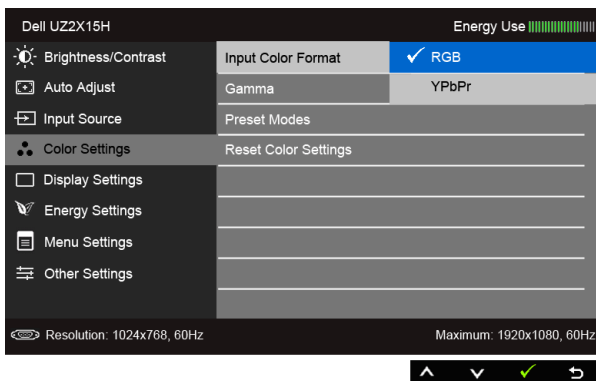 Dell UZ2X15H Energy Use
Brightness/Contrast Input Color Format RGB
Auto Adjust Gamma YPbPr
Input Source Preset Modes
Color Settings Reset Color Settings
Display Settings
Energy Settings
Menu Settings
Other Settings
Resolution: 1024x768, 60Hz Maximum: 1920x1080, 60Hz